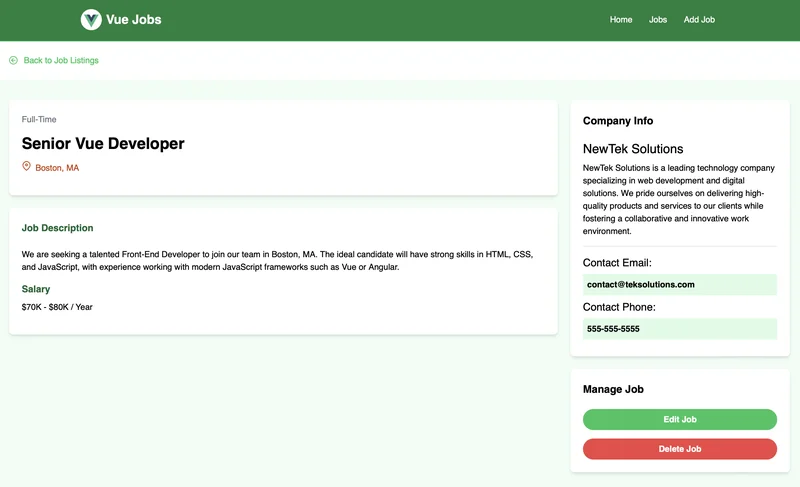 Vue Jobs
Home
Jobs
Add Job
Back to Job Listings
Full-Time
Senior Vue Developer
Boston, MA
Job Description
We are seeking a talented Front-End Developer to join our team in Boston, MA. The ideal candidate will have strong skills in HTML, CSS,
and JavaScript, with experience working with modern JavaScript frameworks such as Vue or Angular.
Salary
$70K - $80K / Year
Company Info
NewTek Solutions
NewTek Solutions is a leading technology company
specializing in web development and digital
solutions. We pride ourselves on delivering high-
quality products and services to our clients while
fostering a collaborative and innovative work
environment.
Contact Email:
contact@teksolutions.com
Contact Phone:
555-555-5555
Manage Job
Edit Job
Delete Job